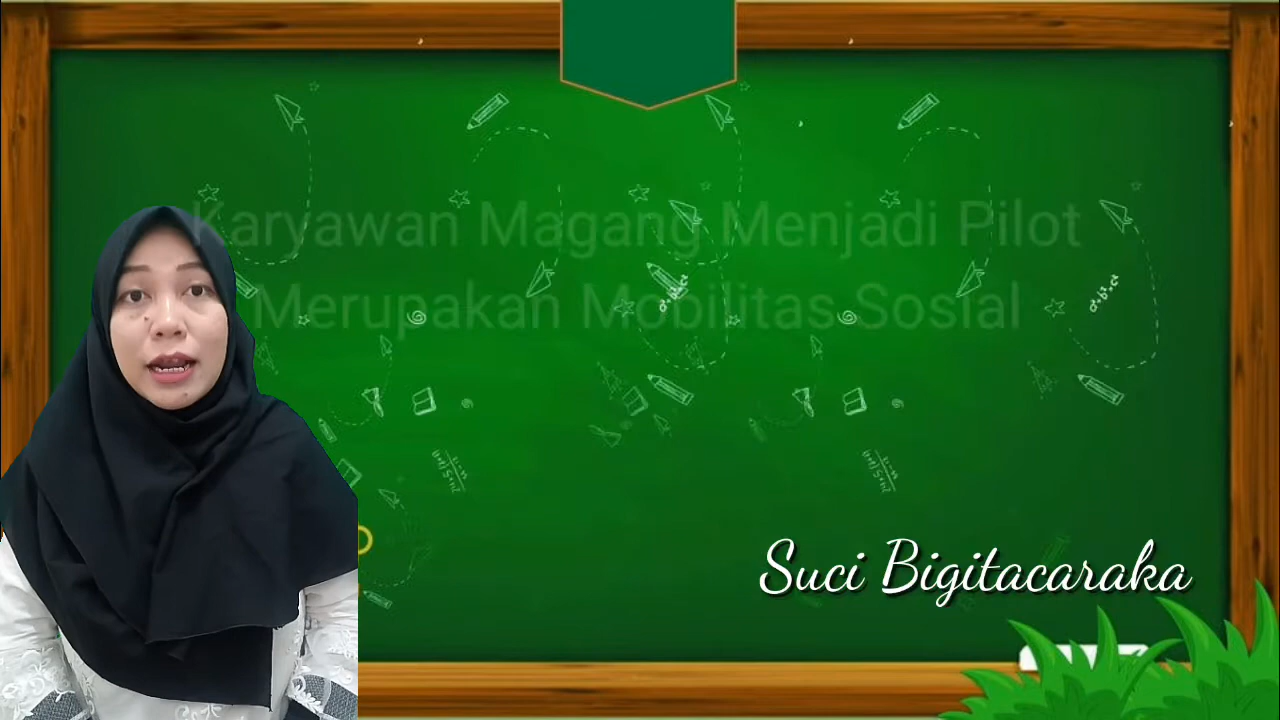 Karyawan Magang Menjadi Pilot
Merupakan Mobilitas Sosial
Suci Bigitacaraka